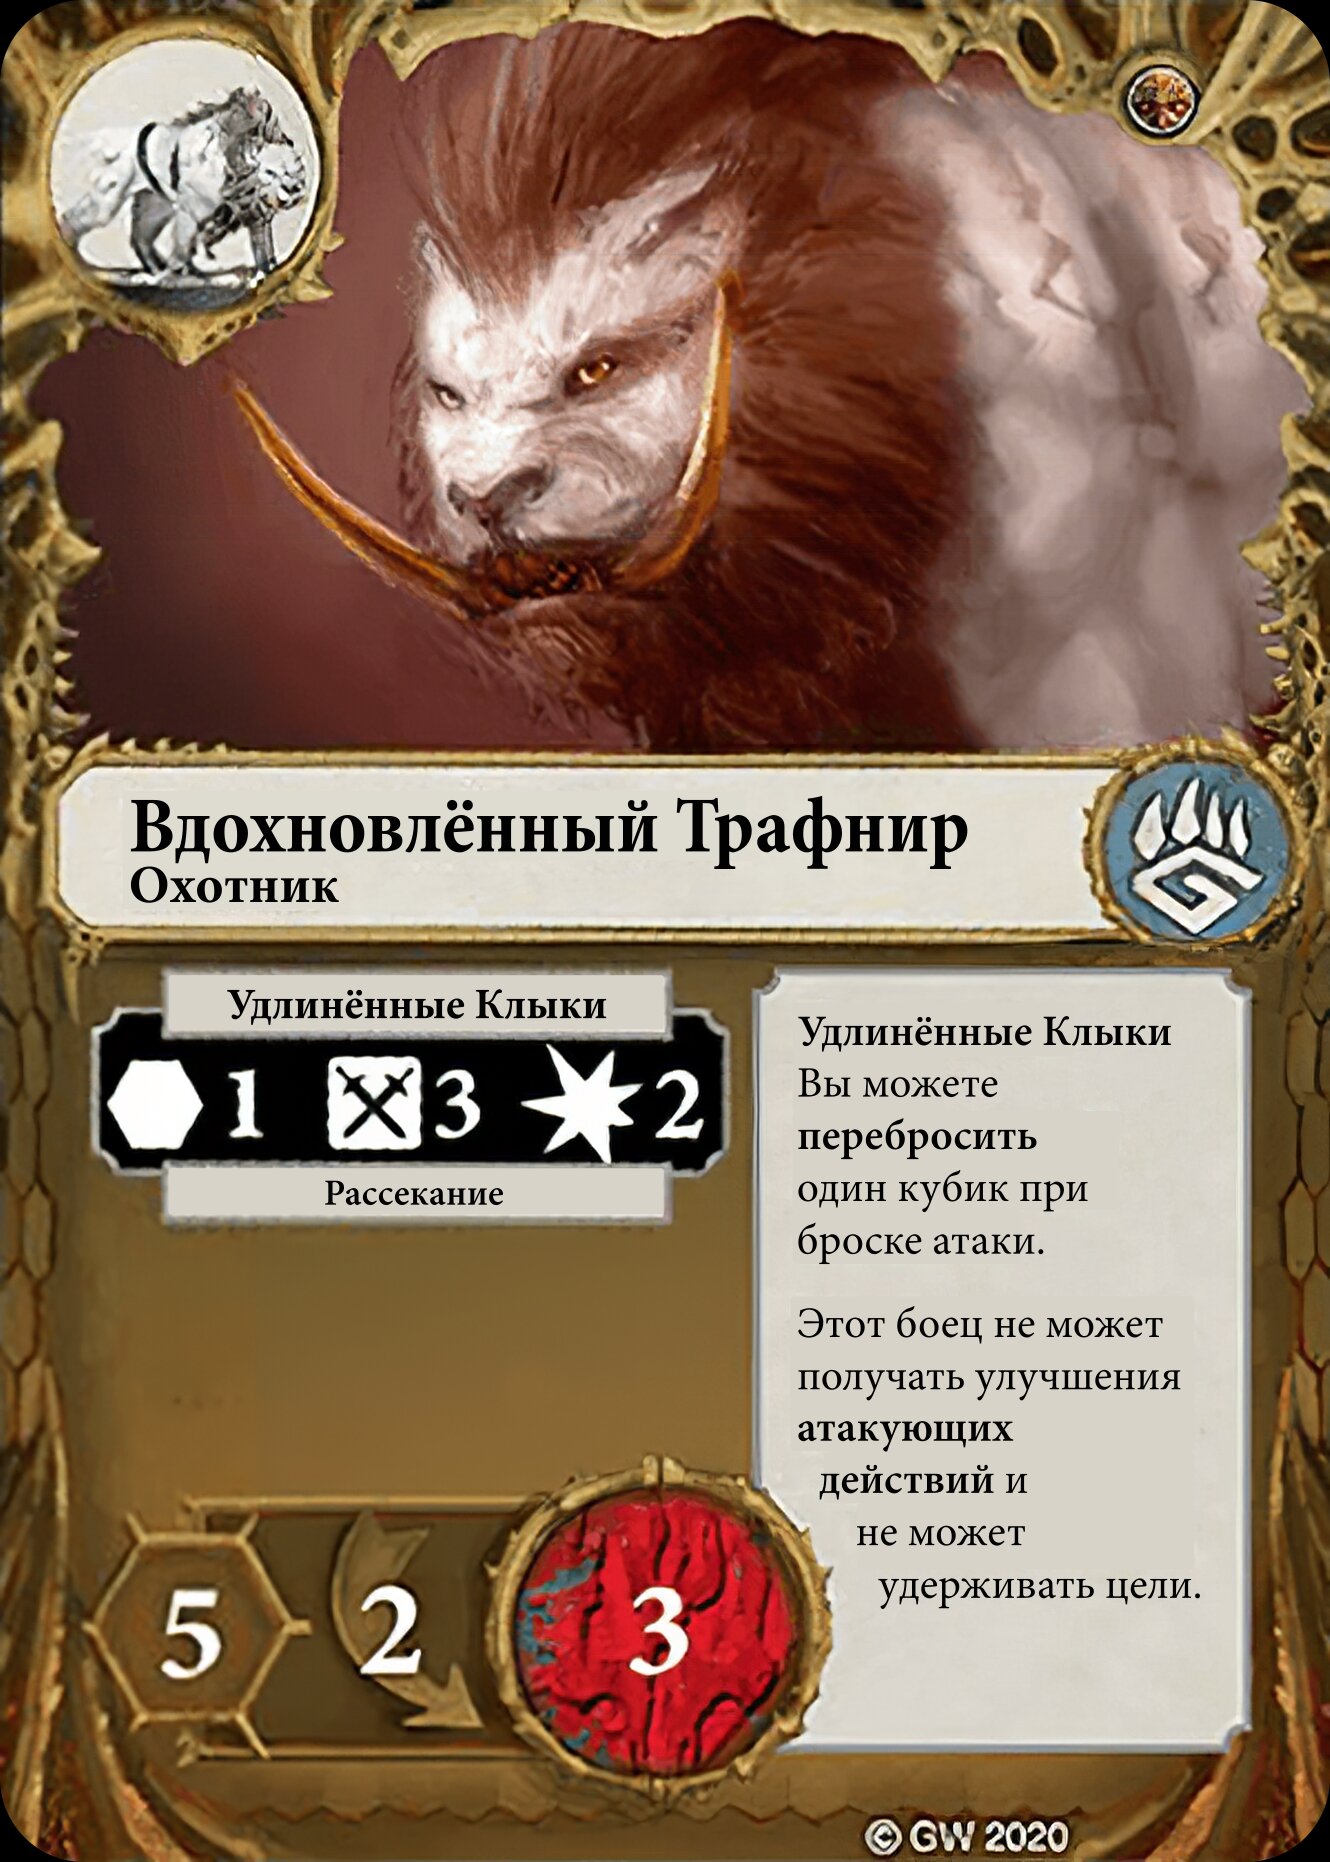 Вдохновлённый Трафнир
Охотник
Удлинённые Клыки
1 3 2
Рассекание
Удлинённые Клыки
Вы можете
перебросить
один кубик при
броске атаки.
Этот боец не может
получать улучшения
атакующих
действий и
не может
удерживать цели.
5 2 3
© GW 2020